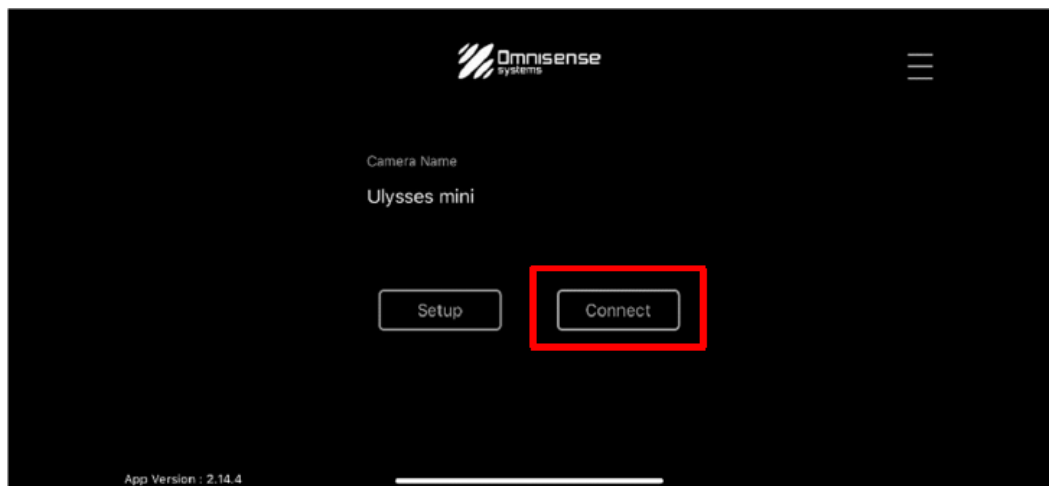 Omnisense
systems
Camera Name
Ulysses mini
Setup Connect
App Version : 2.14.4